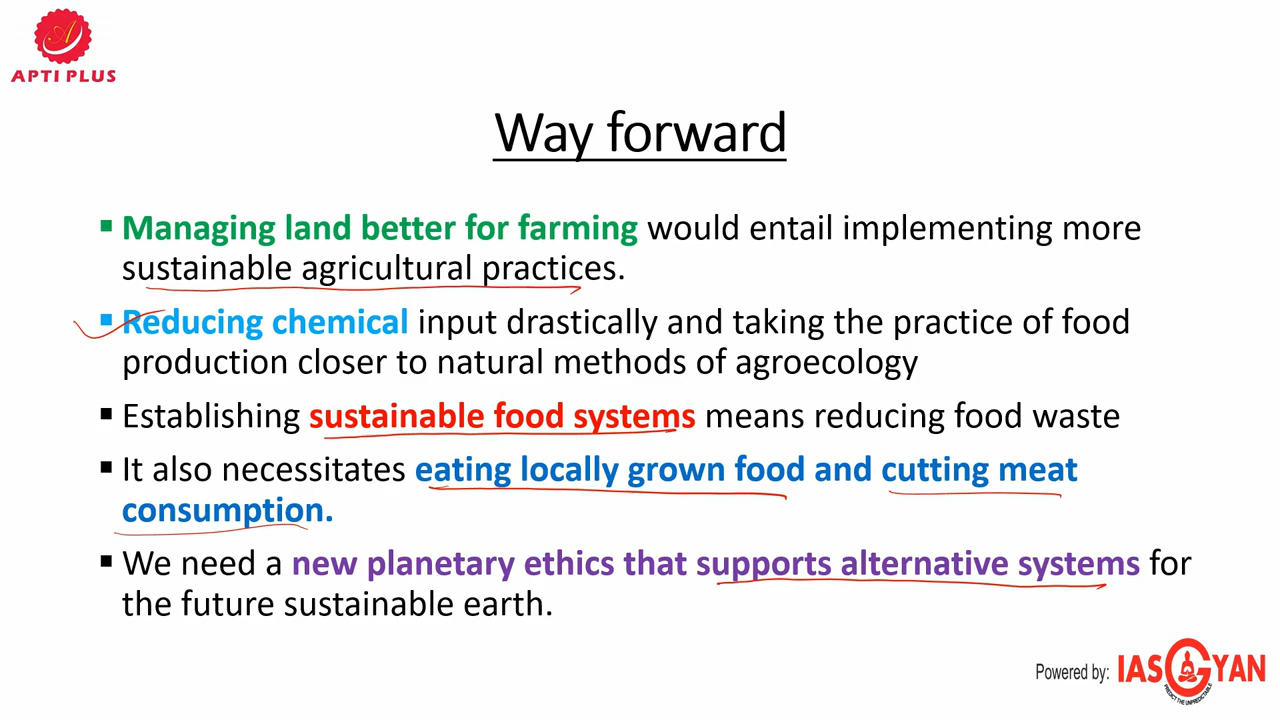 APTI PLUS
Way forward
▪ Managing land better for farming would entail implementing more
sustainable agricultural practices.
▪ Reducing chemical input drastically and taking the practice of food
production closer to natural methods of agroecology
▪ Establishing sustainable food systems means reducing food waste
▪ It also necessitates eating locally grown food and cutting meat
consumption.
▪ We need a new planetary ethics that supports alternative systems for
the future sustainable earth.
Powered by: IASGYAN
PREDICT THE UNPREDICTABLE